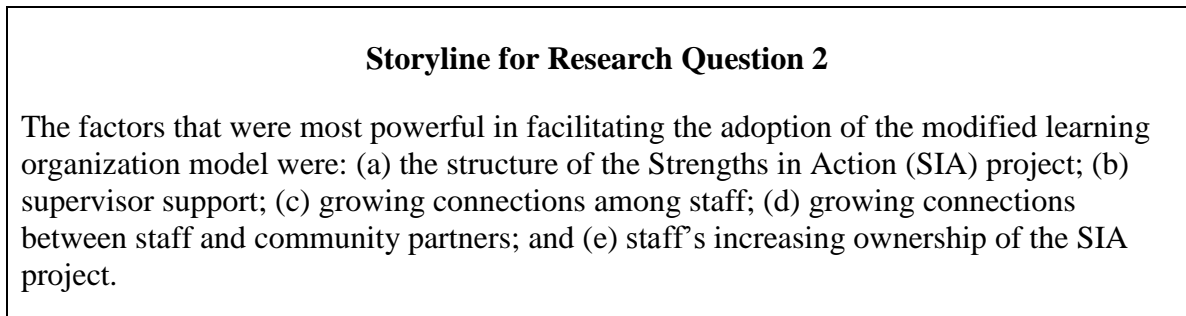 Storyline for Research Question 2
The factors that were most powerful in facilitating the adoption of the modified learning
organization model were: (a) the structure of the Strengths in Action (SIA) project; (b)
supervisor support; (c) growing connections among staff; (d) growing connections
between staff and community partners; and (e) staff’s increasing ownership of the SIA
project.